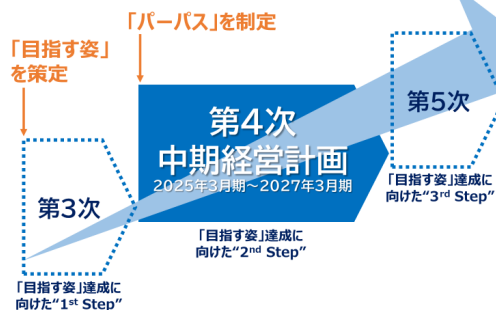 「パーパス」を制定
「目指す姿」
を策定
第3次
「目指す姿」達成に
向けた“1st Step”
第4次
中期経営計画
2025年3月期～2027年3月期
「目指す姿」達成に
向けた“2nd Step”
第5次
「目指す姿」達成に
向けた“3rd Step”